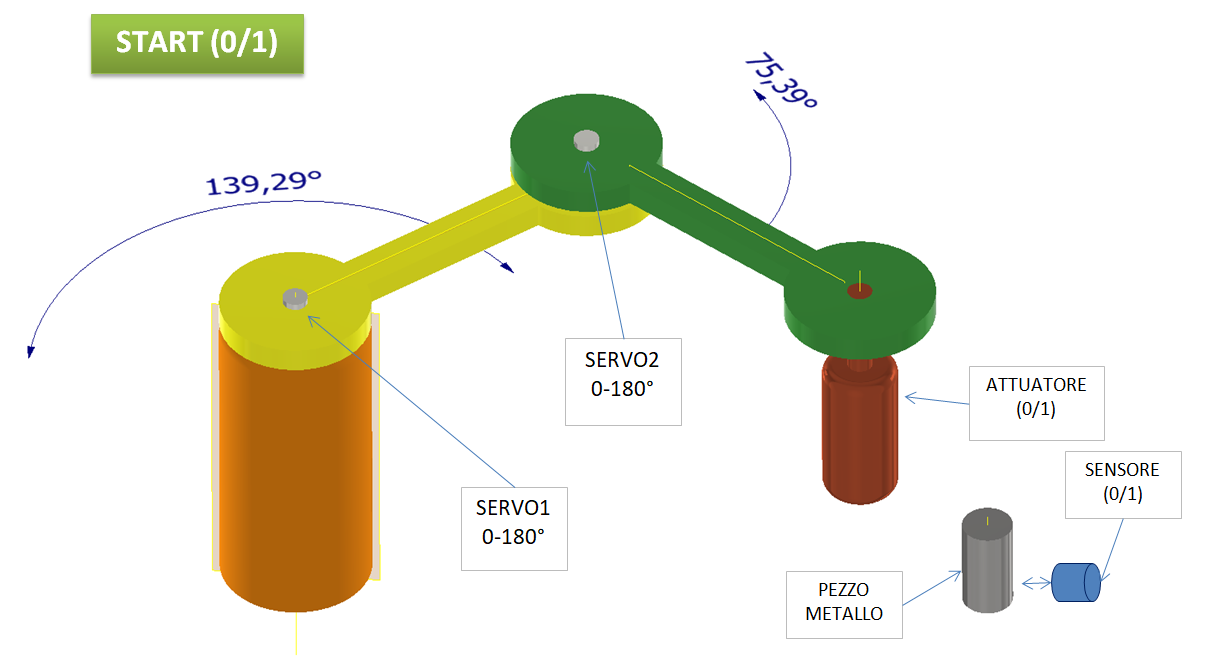 START (0/1)
75,39°
139,29°
SERVO2
0-180°
ATTUATORE
(0/1)
SENSORE
(0/1)
SERVO1
0-180°
PEZZO
METALLO